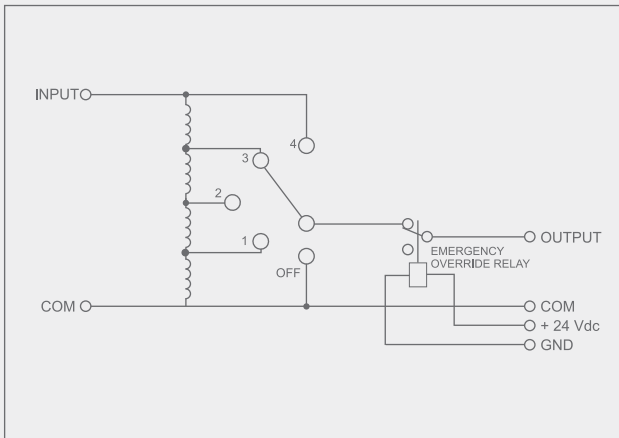 INPUT
4
3
2
1
OFF
OUTPUT
EMERGENCY
OVERRIDE RELAY
COM
COM
+ 24 Vdc
GND